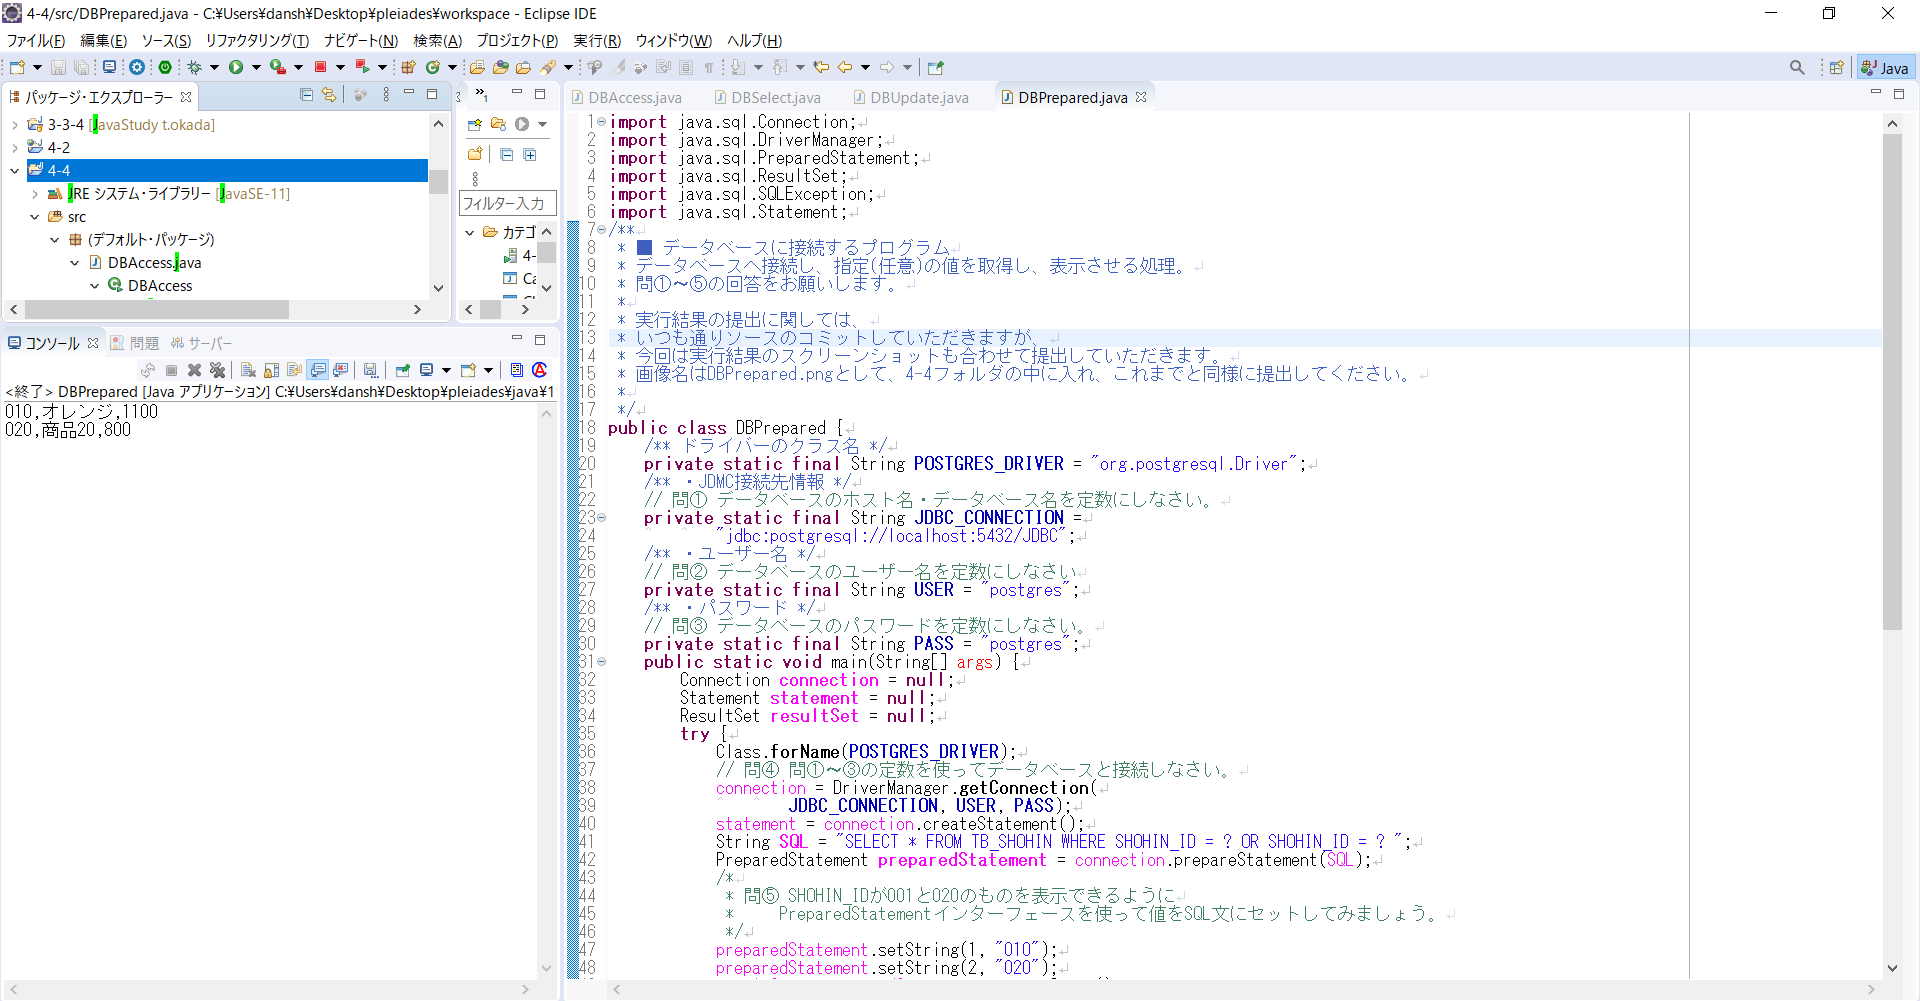 4-4/src/DBPrepared.java - C:¥Users¥dansh¥Desktop¥pleiades¥workspace - Eclipse IDE
ファイル(F) 編集(E) ソース(S) リファクタリング(T) ナビゲート(N) 検索(A) プロジェクト(P) 実行(R) ウィンドウ(W) ヘルプ(H)
Java
パッケージ・エクスプローラー
3-3-4 [JavaStudy t.okada]
4-2
4-4
JRE システム・ライブラリー [JavaSE-11]
src
(デフォルト・パッケージ)
DBAccess.java
DBAccess
»1
フィルター入力
カテゴ
4-
Ca
コンソール 問題 サーバー
<終了> DBPrepared [Java アプリケーション] C:¥Users¥dansh¥Desktop¥pleiades¥java¥1
010,オレンジ,1100
020,商品20,800
DBAccess.java DBSelect.java DBUpdate.java DBPrepared.java
1 import java.sql.Connection;
2 import java.sql.DriverManager;
3 import java.sql.PreparedStatement;
4 import java.sql.ResultSet;
5 import java.sql.SQLException;
6 import java.sql.Statement;
7 /**
8 * ■ データベースに接続するプログラム
9 * データベースへ接続し、指定(任意)の値を取得し、表示させる処理。
10 * 問①～⑤の回答をお願いします。
11 *
12 * 実行結果の提出に関しては、
13 * いつも通りソースのコミットしていただきますが、
14 * 今回は実行結果のスクリーンショットも合わせて提出していただきます。
15 * 画像名はDBPrepared.pngとして、4-4フォルダの中に入れ、これまでと同様に提出してください。
16 *
17 */
18 public class DBPrepared {
19 /** ドライバーのクラス名 */
20 private static final String POSTGRES_DRIVER = "org.postgresql.Driver";
21 /** ・JDMC接続先情報 */
22 // 問① データベースのホスト名・データベース名を定数にしなさい。
23 private static final String JDBC_CONNECTION =
24 "jdbc:postgresql://localhost:5432/JDBC";
25 /** ・ユーザー名 */
26 // 問② データベースのユーザー名を定数にしなさい
27 private static final String USER = "postgres";
28 /** ・パスワード */
29 // 問③ データベースのパスワードを定数にしなさい。
30 private static final String PASS = "postgres";
31 public static void main(String[] args) {
32 Connection connection = null;
33 Statement statement = null;
34 ResultSet resultSet = null;
35 try {
36 Class.forName(POSTGRES_DRIVER);
37 // 問④ 問①～③の定数を使ってデータベースと接続しなさい。
38 connection = DriverManager.getConnection(
39 JDBC_CONNECTION, USER, PASS);
40 statement = connection.createStatement();
41 String SQL = "SELECT * FROM TB_SHOHIN WHERE SHOHIN_ID = ? OR SHOHIN_ID = ? ";
42 PreparedStatement preparedStatement = connection.prepareStatement(SQL);
43 /*
44 * 問⑤ SHOHIN_IDが001と020のものを表示できるように
45 * PreparedStatementインターフェースを使って値をSQL文にセットしてみましょう。
46 */
47 preparedStatement.setString(1, "010");
48 preparedStatement.setString(2, "020");